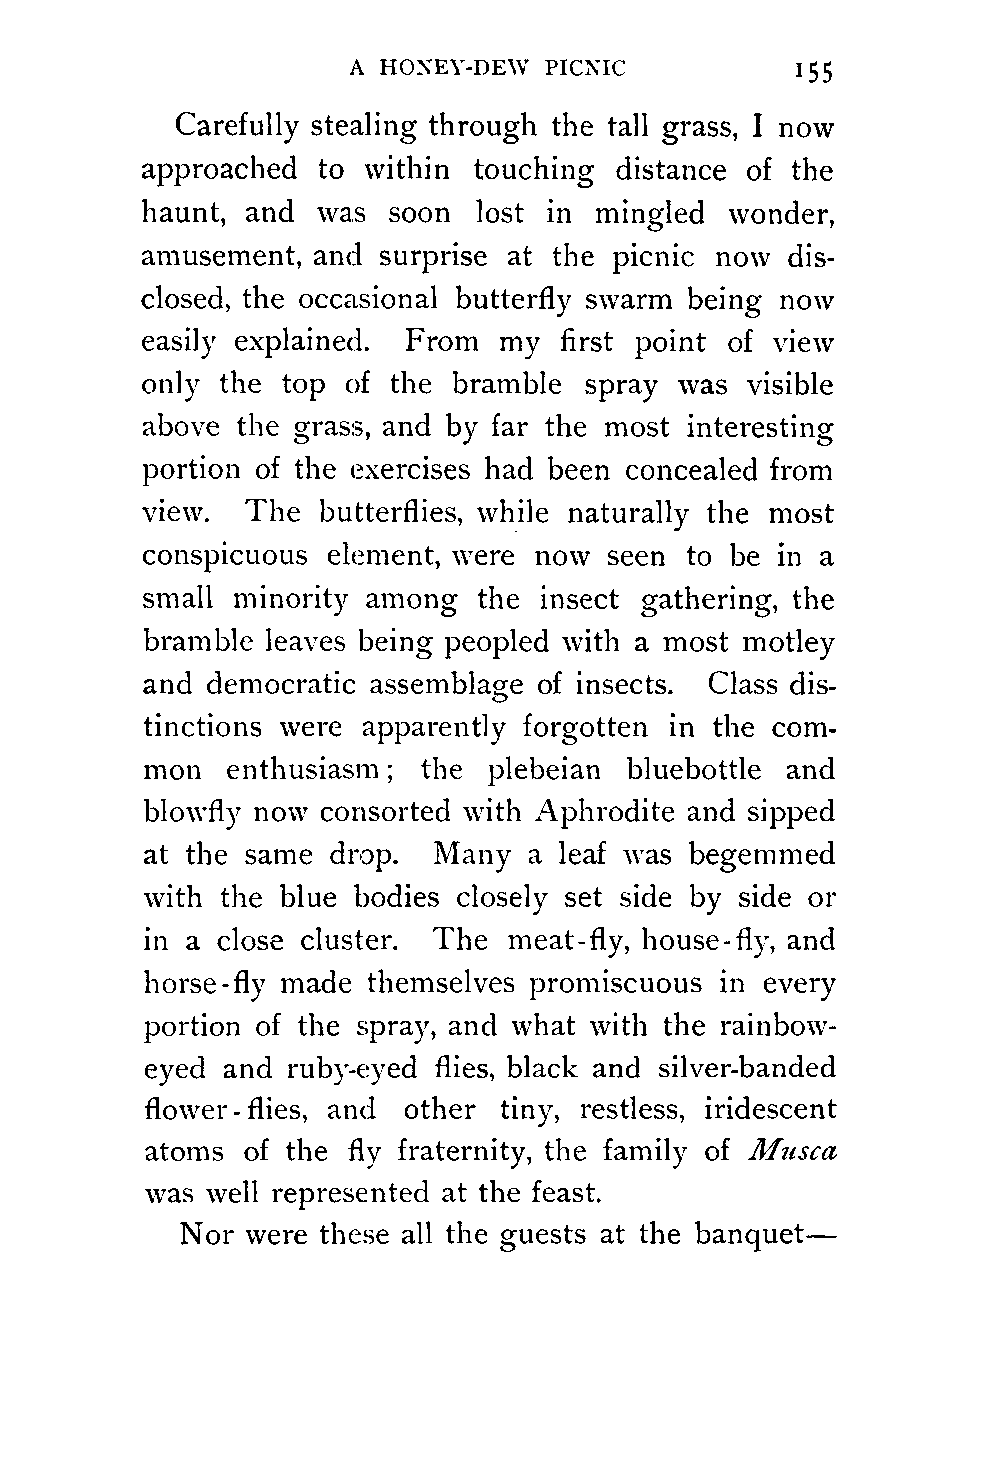 A HONEY-DEW PICNIC 155
Carefully stealing through the tall grass, I now
approached to within touching distance of the
haunt, and was soon lost in mingled wonder,
amusement, and surprise at the picnic now dis-
closed, the occasional butterfly swarm being now
easily explained. From my first point of view
only the top of the bramble spray was visible
above the grass, and by far the most interesting
portion of the exercises had been concealed from
view. The butterflies, while naturally the most
conspicuous element, were now seen to be in a
small minority among the insect gathering, the
bramble leaves being peopled with a most motley
and democratic assemblage of insects. Class dis-
tinctions were apparently forgotten in the com-
mon enthusiasm; the plebeian bluebottle and
blowfly now consorted with Aphrodite and sipped
at the same drop. Many a leaf was begemmed
with the blue bodies closely set side by side or
in a close cluster. The meat-fly, house-fly, and
horse-fly made themselves promiscuous in every
portion of the spray, and what with the rainbow-
eyed and ruby-eyed flies, black and silver-banded
flower-flies, and other tiny, restless, iridescent
atoms of the fly fraternity, the family of Musca
was well represented at the feast.
Nor were these all the guests at the banquet—